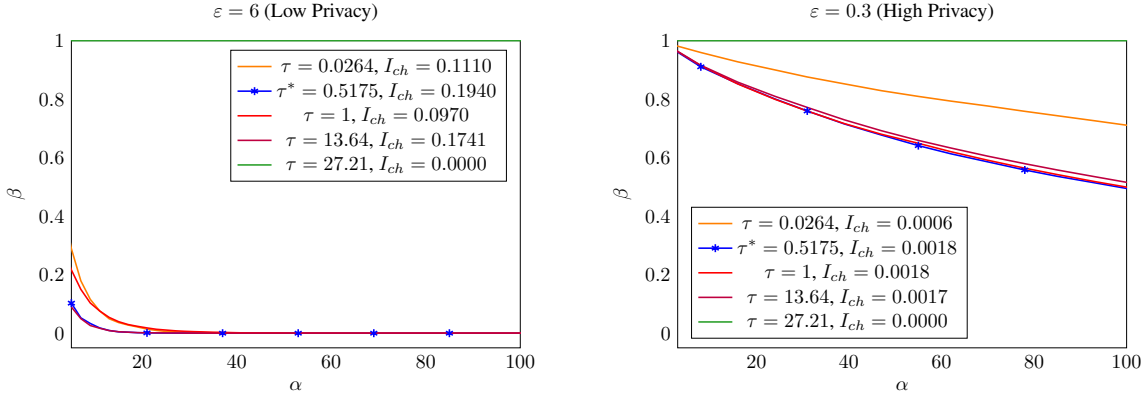 ε = 6 (Low Privacy)
1
0.8
0.6
0.4
0.2
0
β
τ = 0.0264, I_ch = 0.1110
τ* = 0.5175, I_ch = 0.1940
τ = 1, I_ch = 0.0970
τ = 13.64, I_ch = 0.1741
τ = 27.21, I_ch = 0.0000
20 40 60 80 100
α
ε = 0.3 (High Privacy)
1
0.8
0.6
0.4
0.2
0
β
τ = 0.0264, I_ch = 0.0006
τ* = 0.5175, I_ch = 0.0018
τ = 1, I_ch = 0.0018
τ = 13.64, I_ch = 0.0017
τ = 27.21, I_ch = 0.0000
20 40 60 80 100
α